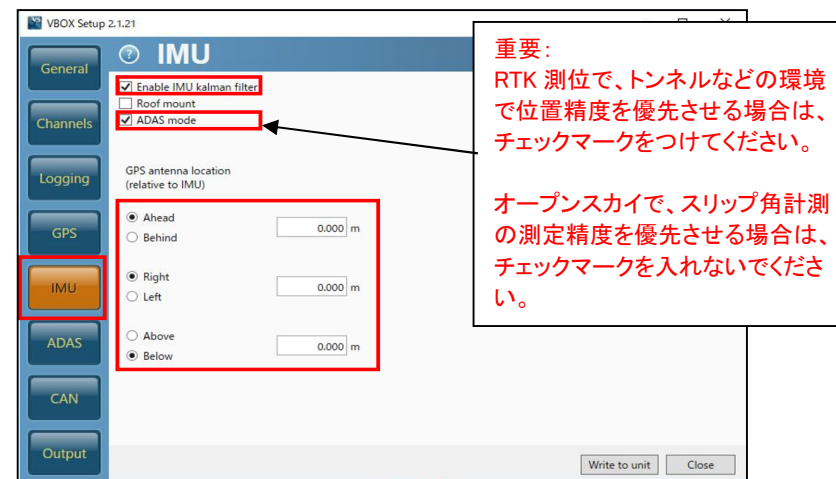 VBOX Setup 2.1.21
General
Channels
Logging
GPS
IMU
ADAS
CAN
Output
IMU
Enable IMU kalman filter
Roof mount
ADAS mode
GPS antenna location
(relative to IMU)
Ahead
Behind
0.000 m
Right
Left
0.000 m
Above
Below
0.000 m
Write to unit
Close
重要:
RTK 測位で、トンネルなどの環境
で位置精度を優先させる場合は、
チェックマークをつけてください。
オープンスカイで、スリップ角計測
の測定精度を優先させる場合は、
チェックマークを入れないでくださ
い。